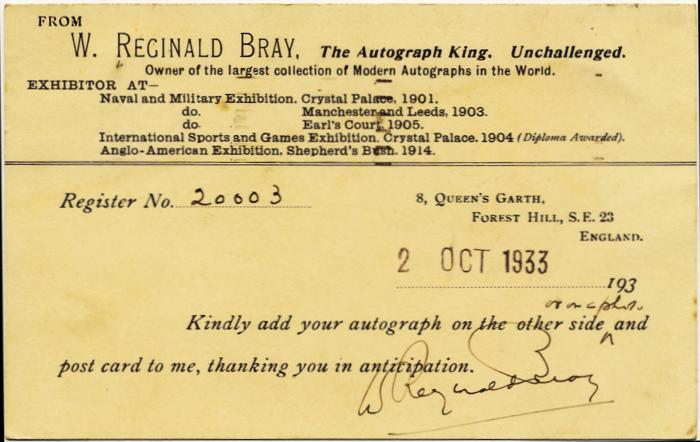 FROM
W. REGINALD BRAY, The Autograph King. Unchallenged.
Owner of the largest collection of Modern Autographs in the World.
EXHIBITOR AT—
Naval and Military Exhibition. Crystal Palace, 1901.
do. Manchester and Leeds, 1903.
do. Earl's Court, 1905.
International Sports and Games Exhibition. Crystal Palace. 1904 (Diploma Awarded).
Anglo-American Exhibition, Shepherd's Bush. 1914.
Register No. 20003
8, QUEEN'S GARTH,
FOREST HILL, S.E. 23
ENGLAND.
2 OCT 1933
193
or on a photo
Kindly add your autograph on the other side, and
post card to me, thanking you in anticipation.
W Reginald Bray